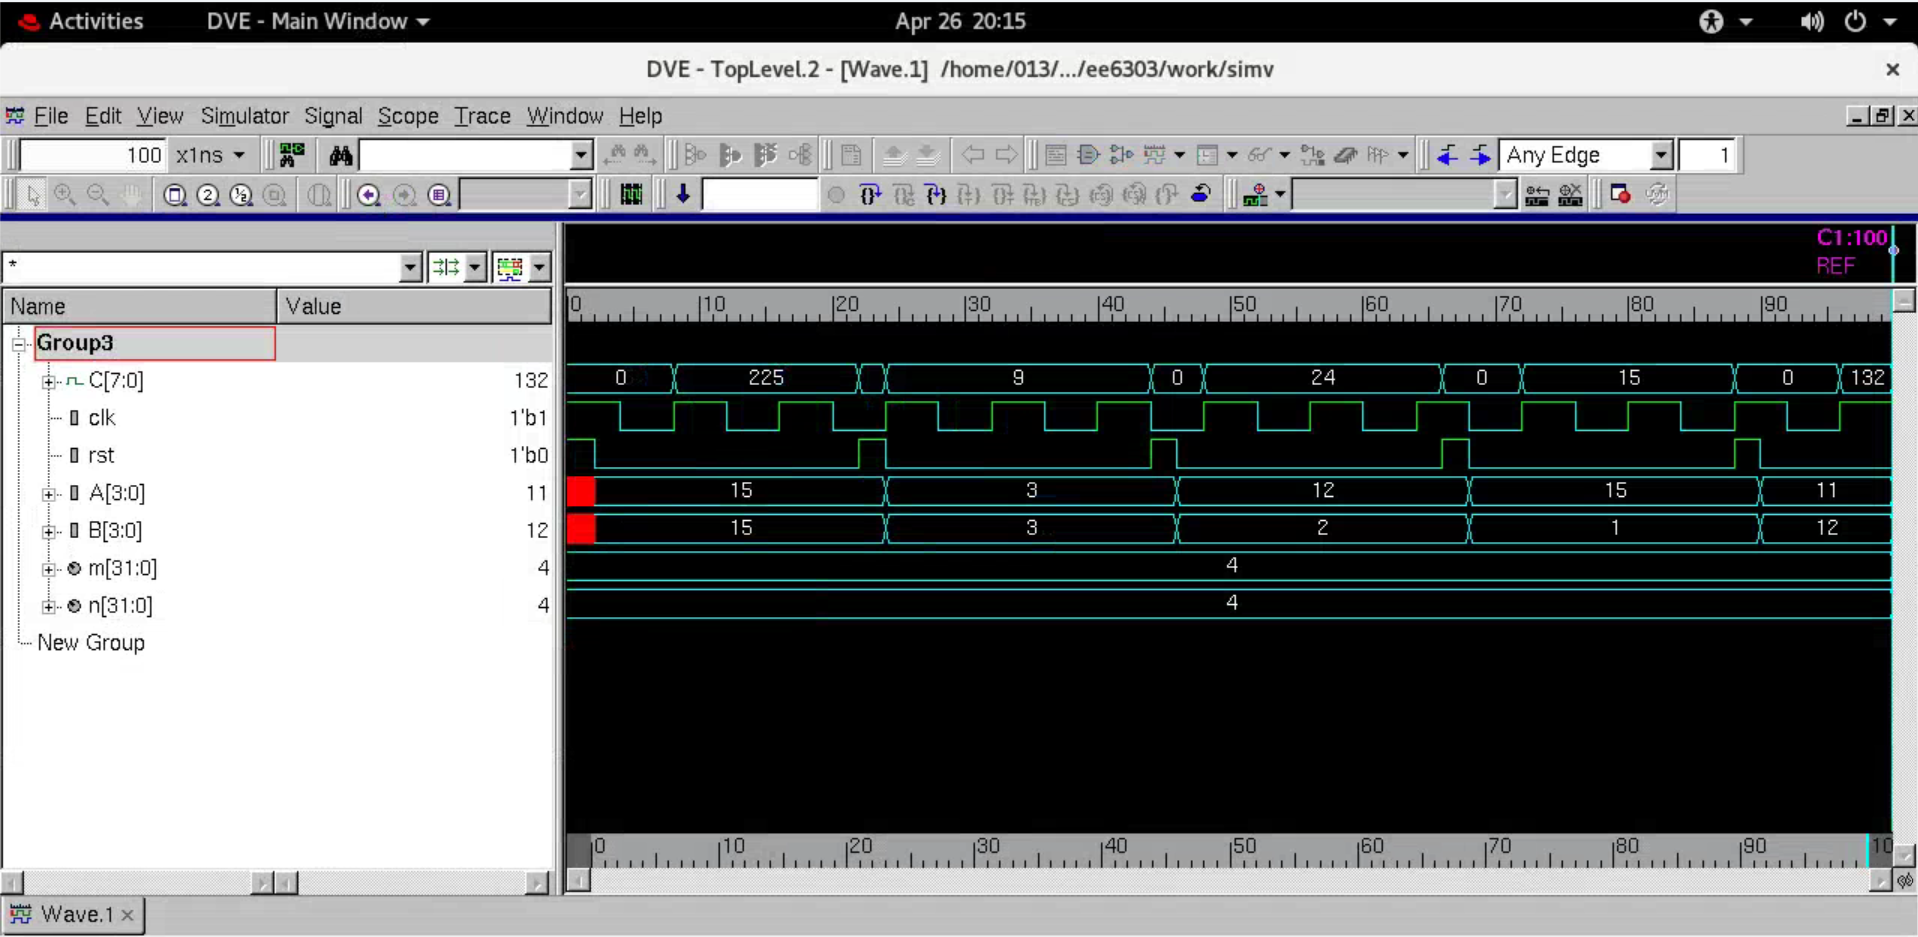 Activities DVE - Main Window Apr 26 20:15
DVE - TopLevel.2 - [Wave.1] /home/013/.../ee6303/work/simv ×
File Edit View Simulator Signal Scope Trace Window Help
100 x1ns Any Edge 1
C1:100
REF
*
Name Value 0 10 20 30 40 50 60 70 80 90
Group3
C[7:0] 132 0 225 9 0 24 0 15 0 132
clk 1'b1
rst 1'b0
A[3:0] 11 15 3 12 15 11
B[3:0] 12 15 3 2 1 12
m[31:0] 4 4
n[31:0] 4 4
New Group
0 10 20 30 40 50 60 70 80 90 10
Wave.1 ×